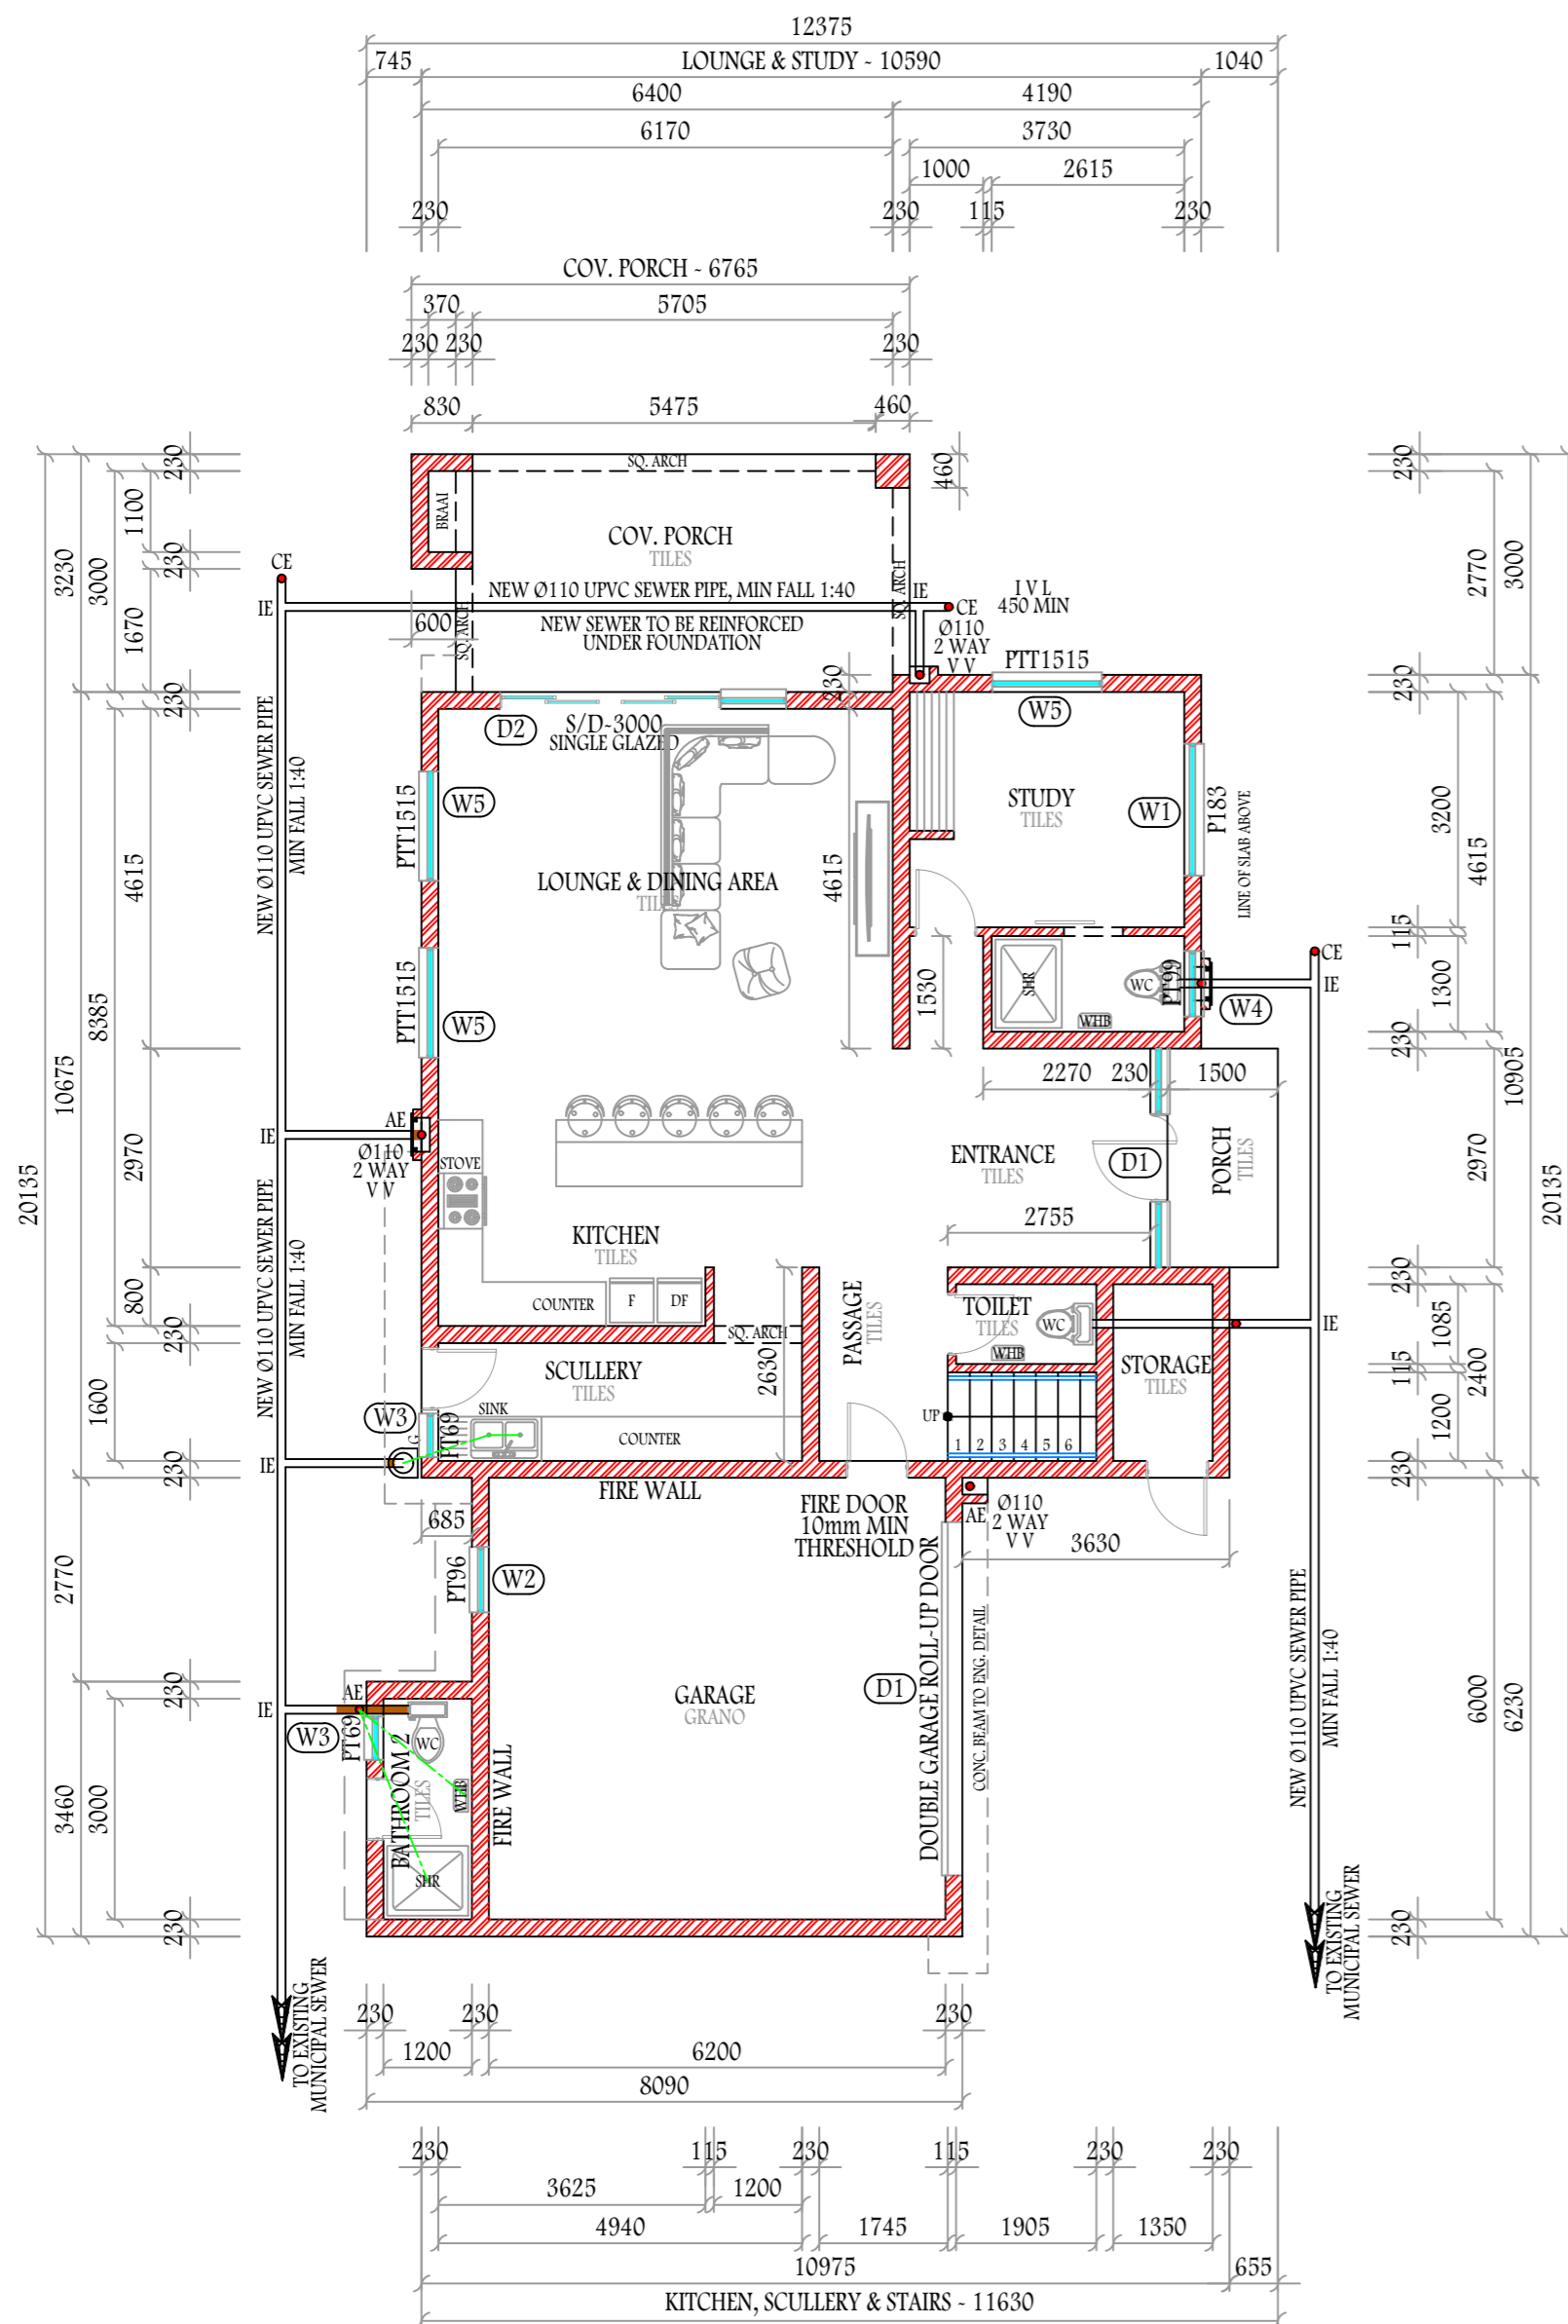 12375
745
LOUNGE & STUDY - 10590
1040
6400
4190
6170
3730
1000
2615
230
230
115
230
COV. PORCH - 6765
370
5705
230
230
230
830
5475
460
SQ. ARCH
460
BRAAI
COV. PORCH
TILES
SQ. ARCH
SQ. ARCH
CE
IE
NEW Ø110 UPVC SEWER PIPE, MIN FALL 1:40
IE
CE
I V L
450 MIN
600
NEW SEWER TO BE REINFORCED
UNDER FOUNDATION
Ø110
2 WAY
V V
PTT1515
W5
230
D2
S/D-3000
SINGLE GLAZED
NEW Ø110 UPVC SEWER PIPE
MIN FALL 1:40
PTT1515
W5
STUDY
TILES
W1
P183
LINE OF SLAB ABOVE
LOUNGE & DINING AREA
TILES
4615
PTT1515
W5
1530
SHR
WC
WHB
PT99
W4
CE
IE
2270
230
1500
AE
IE
Ø110
2 WAY
V V
STOVE
ENTRANCE
TILES
D1
PORCH
TILES
2755
KITCHEN
TILES
COUNTER
F
DF
SQ. ARCH
PASSAGE
TILES
TOILET
TILES
WC
WHB
IE
NEW Ø110 UPVC SEWER PIPE
MIN FALL 1:40
SCULLERY
TILES
2630
STORAGE
TILES
W3
PT69
SINK
COUNTER
UP
1 2 3 4 5 6
G
IE
FIRE WALL
685
FIRE DOOR
10mm MIN
THRESHOLD
AE
Ø110
2 WAY
V V
3630
PT96
W2
DOUBLE GARAGE ROLL-UP DOOR
CONC. BEAM TO ENG. DETAIL
D1
GARAGE
GRANO
NEW Ø110 UPVC SEWER PIPE
MIN FALL 1:40
AE
IE
W3
PT69
WC
WHB
BATHROOM 2
TILES
SHR
FIRE WALL
TO EXISTING
MUNICIPAL SEWER
TO EXISTING
MUNICIPAL SEWER
20135
3230
10675
2770
3460
3000
8385
3000
1100
1670
4615
2970
800
1600
230
230
230
230
230
230
230
230
2770
3200
4615
115
1300
2970
1085
115
2400
1200
6000
3000
10905
6230
20135
230
230
230
230
230
230
230
230
230
1200
6200
8090
230
115
230
115
230
230
3625
1200
4940
1745
1905
1350
10975
655
KITCHEN, SCULLERY & STAIRS - 11630